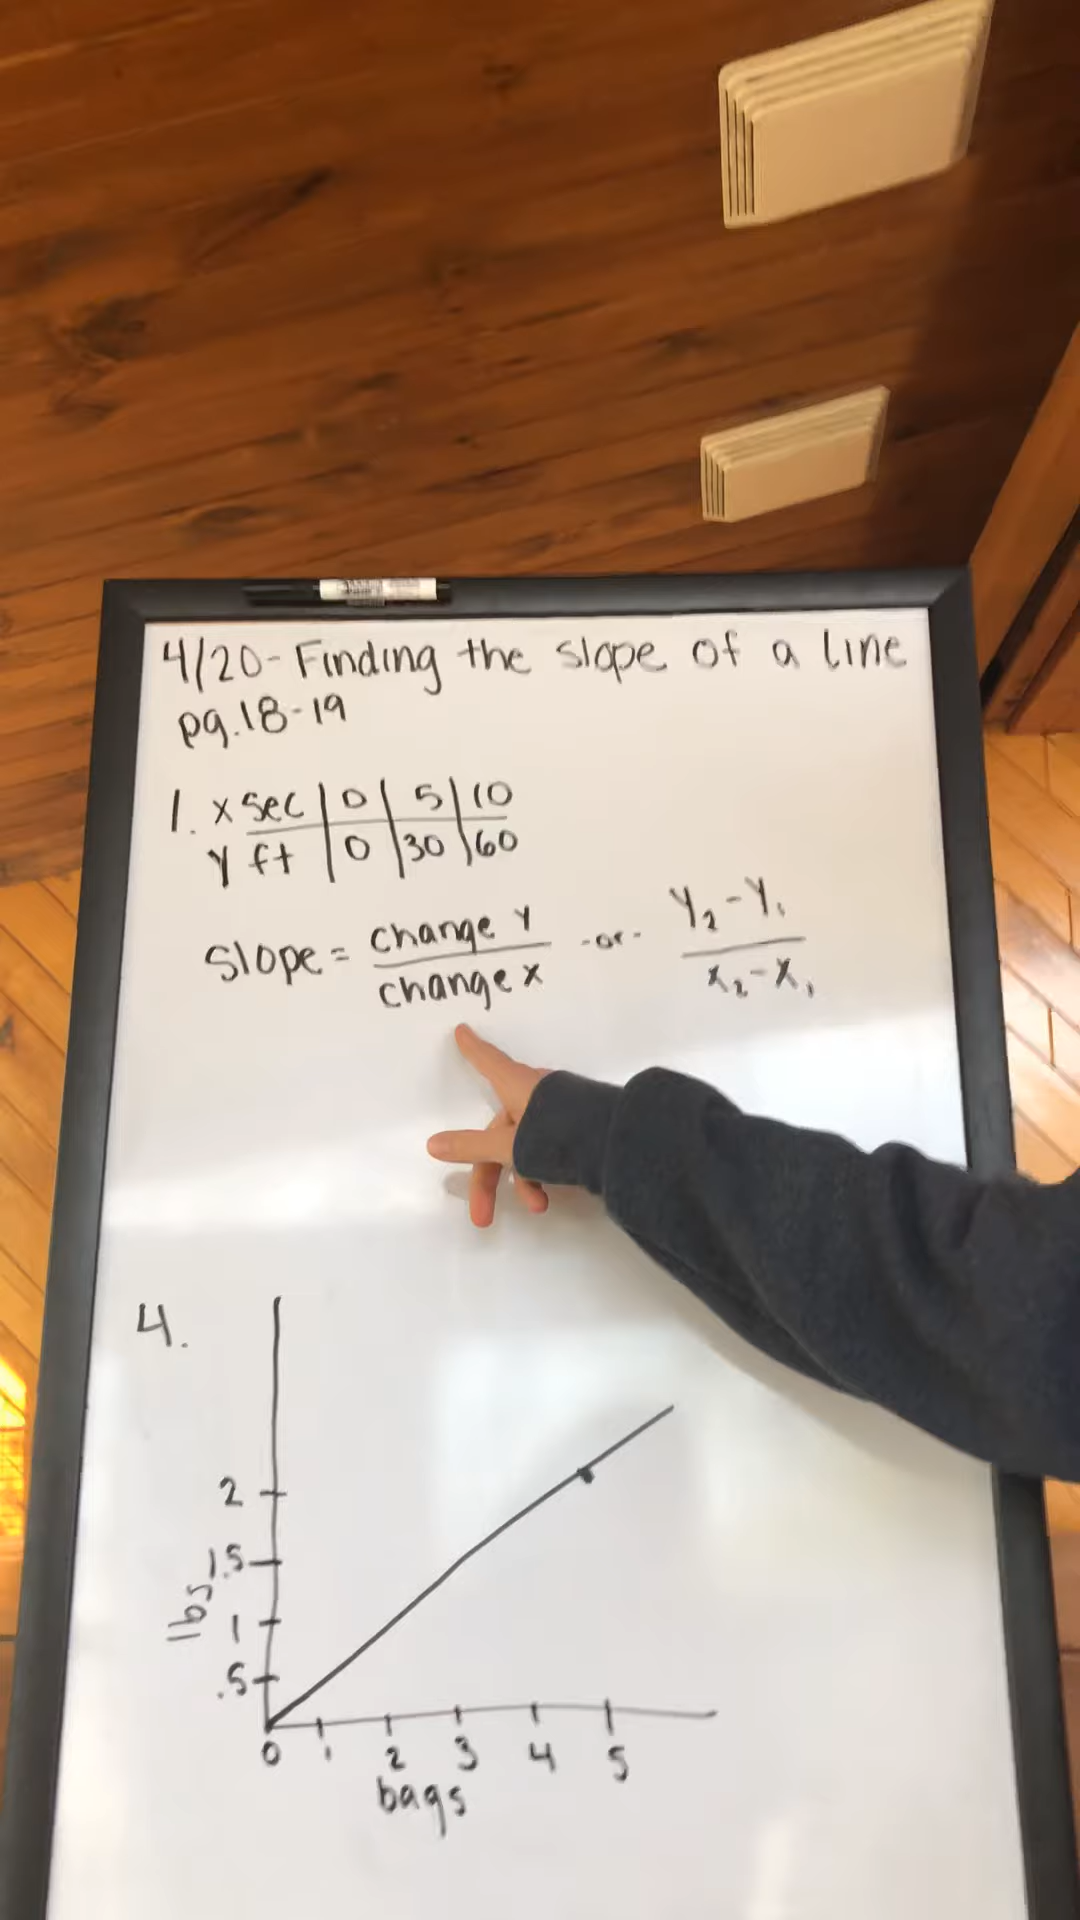 4/20- Finding the slope of a line
pg.18-19
1. x sec | 0 | 5 | 10
y ft | 0 | 30 | 60
Slope = change y / change x -or- y₂-y₁ / x₂-x₁
4.
2
1.5
1
.5
lbs
0 1 2 3 4 5
bags